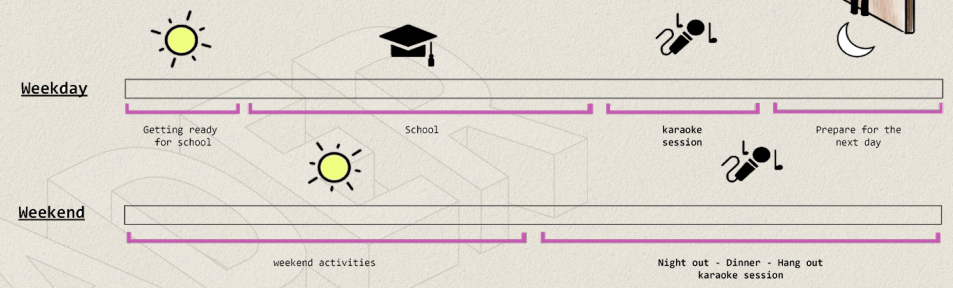 Weekday
Getting ready
for school
School
karaoke
session
Prepare for the
next day
Weekend
weekend activities
Night out - Dinner - Hang out
karaoke session